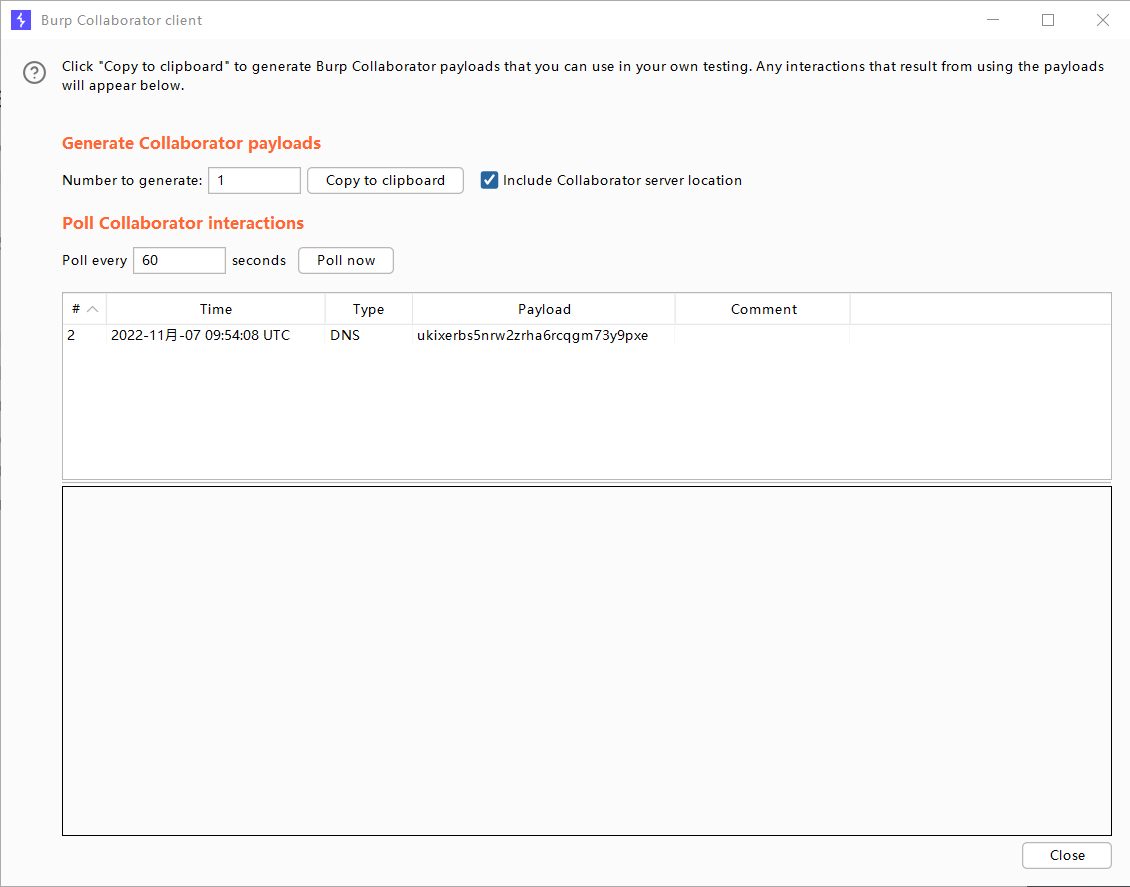 Burp Collaborator client
Click "Copy to clipboard" to generate Burp Collaborator payloads that you can use in your own testing. Any interactions that result from using the payloads
will appear below.
Generate Collaborator payloads
Number to generate: 1 Copy to clipboard Include Collaborator server location
Poll Collaborator interactions
Poll every 60 seconds Poll now
# Time Type Payload Comment
2 2022-11月-07 09:54:08 UTC DNS ukixerbs5nrw2zrha6rcqgm73y9pxe
Close